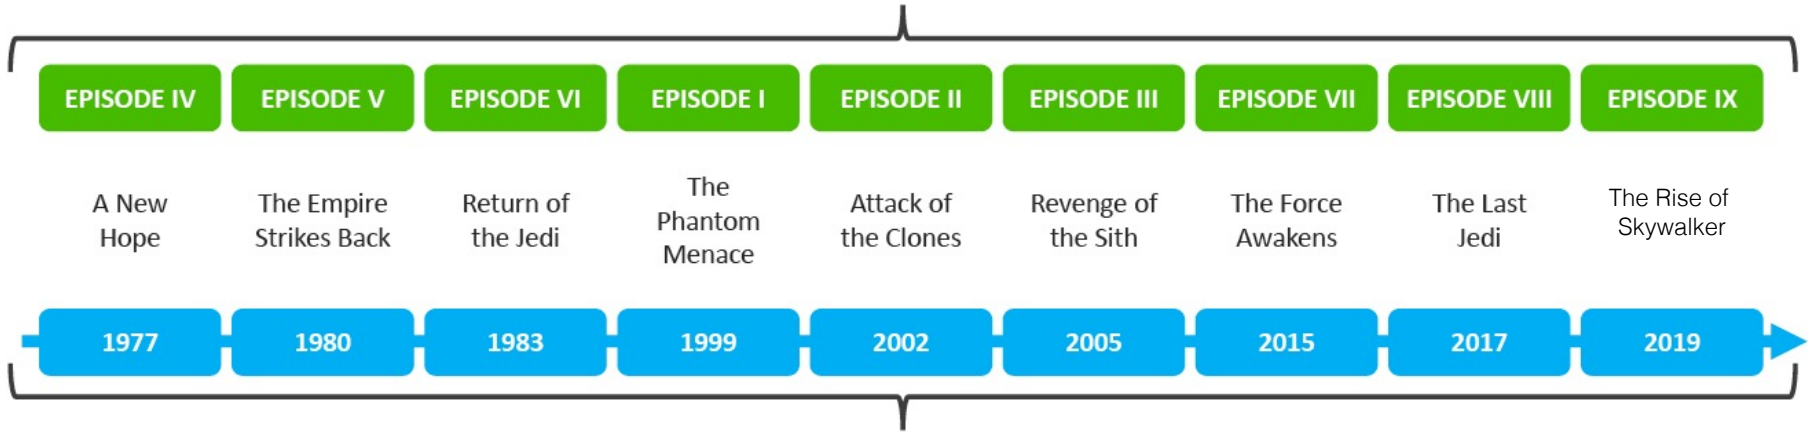 EPISODE IV
EPISODE V
EPISODE VI
EPISODE I
EPISODE II
EPISODE III
EPISODE VII
EPISODE VIII
EPISODE IX
A New
Hope
The Empire
Strikes Back
Return of
the Jedi
The
Phantom
Menace
Attack of
the Clones
Revenge of
the Sith
The Force
Awakens
The Last
Jedi
The Rise of
Skywalker
1977
1980
1983
1999
2002
2005
2015
2017
2019